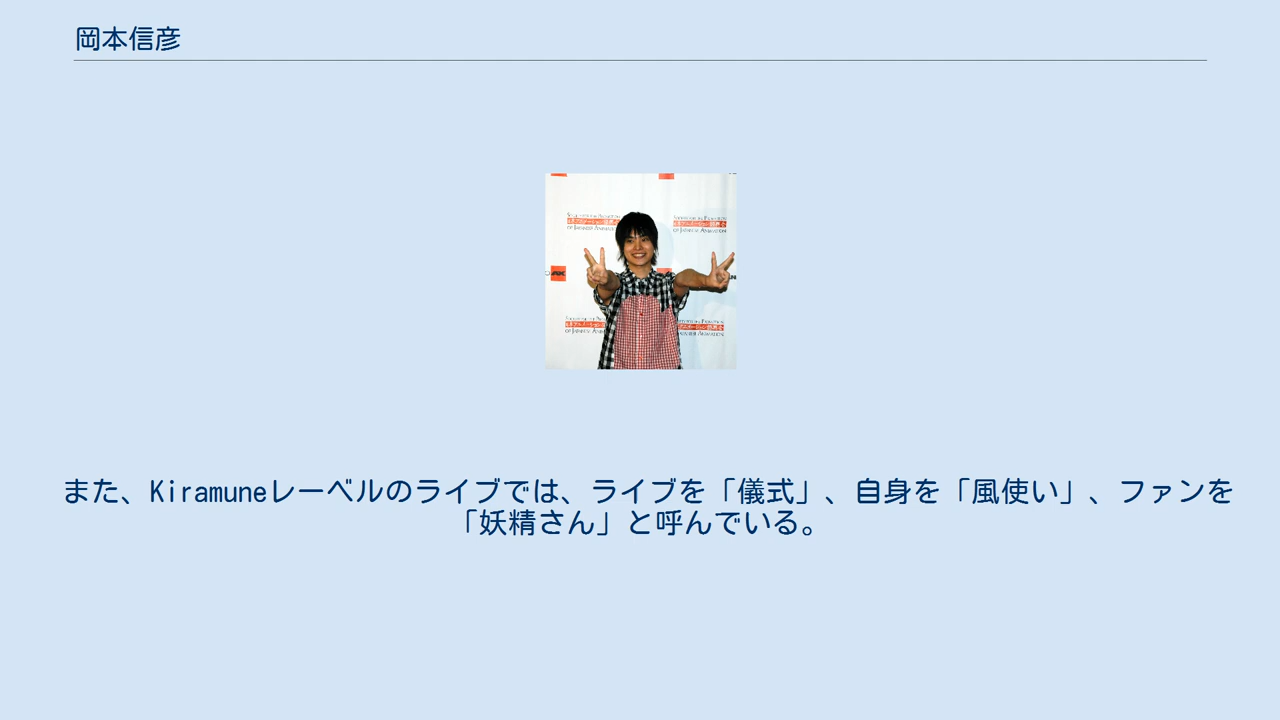 岡本信彦
また、Kiramuneレーベルのライブでは、ライブを「儀式」、自身を「風使い」、ファンを
「妖精さん」と呼んでいる。